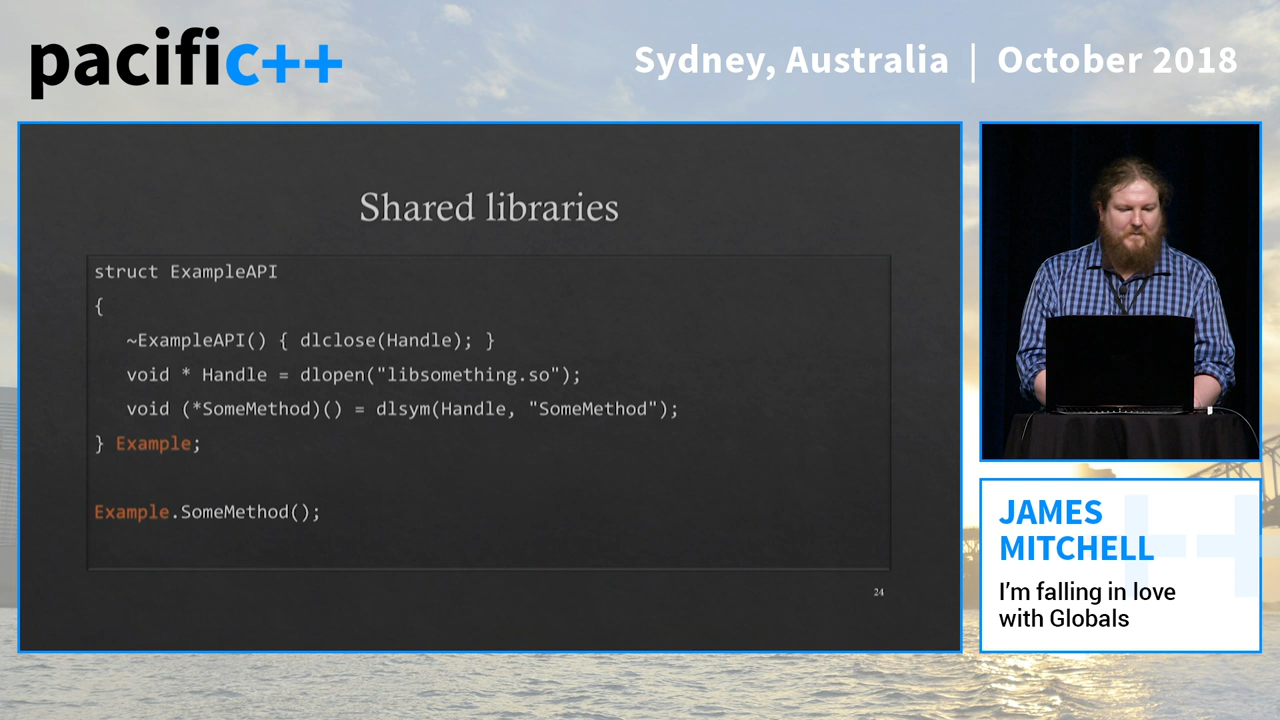 pacific++
Sydney, Australia | October 2018
Shared libraries
struct ExampleAPI
{
~ExampleAPI() { dlclose(Handle); }
void * Handle = dlopen("libsomething.so");
void (*SomeMethod)() = dlsym(Handle, "SomeMethod");
} Example;
Example.SomeMethod();
24
JAMES
MITCHELL
I'm falling in love
with Globals